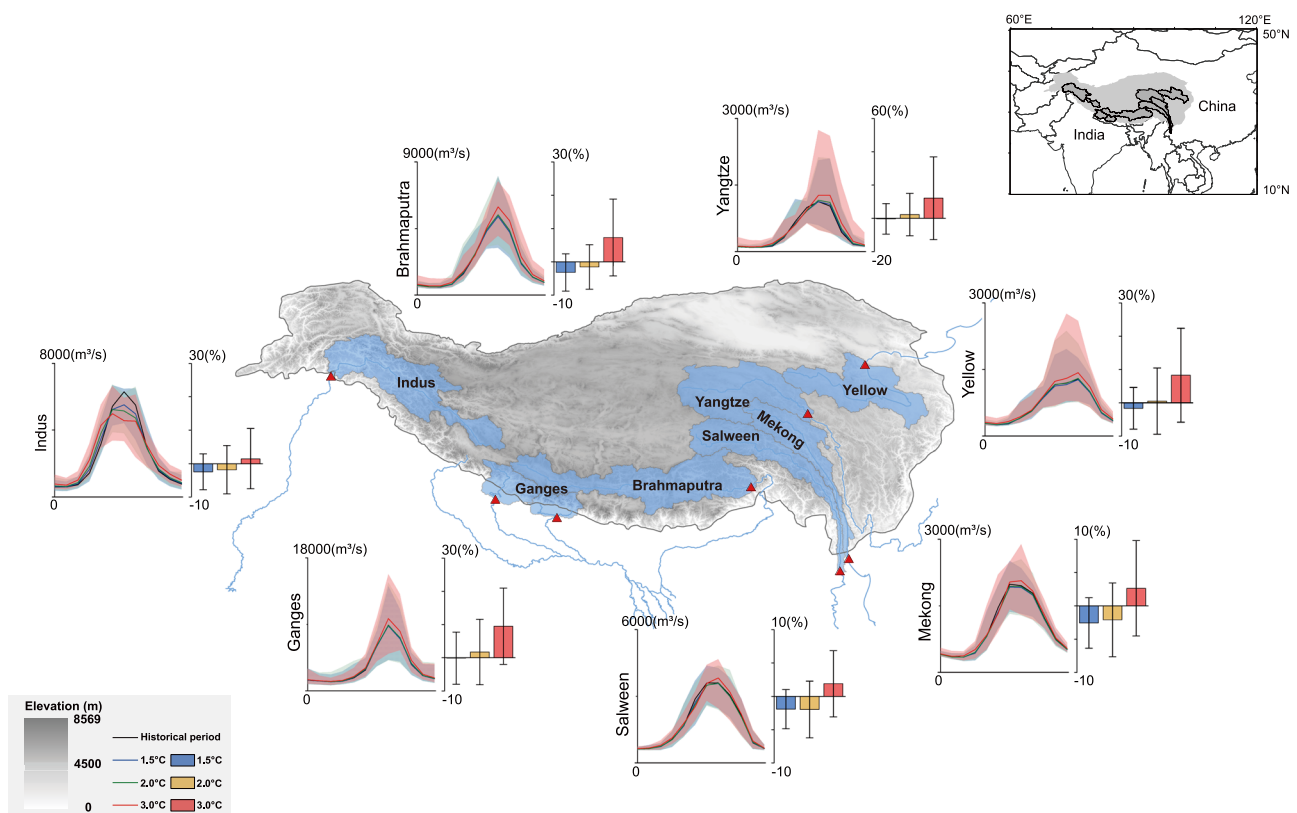 60°E
120°E
50°N
China
India
10°N
3000(m³/s)
60(%)
Yangtze
0
-20
9000(m³/s)
30(%)
Brahmaputra
0
-10
3000(m³/s)
30(%)
Yellow
0
-10
8000(m³/s)
30(%)
Indus
0
-10
Indus
Yangtze
Yellow
Mekong
Salween
Ganges
Brahmaputra
18000(m³/s)
30(%)
Ganges
0
-10
3000(m³/s)
10(%)
Mekong
0
-10
6000(m³/s)
10(%)
Salween
0
-10
Elevation (m)
8569
4500
0
Historical period
1.5°C
1.5°C
2.0°C
2.0°C
3.0°C
3.0°C